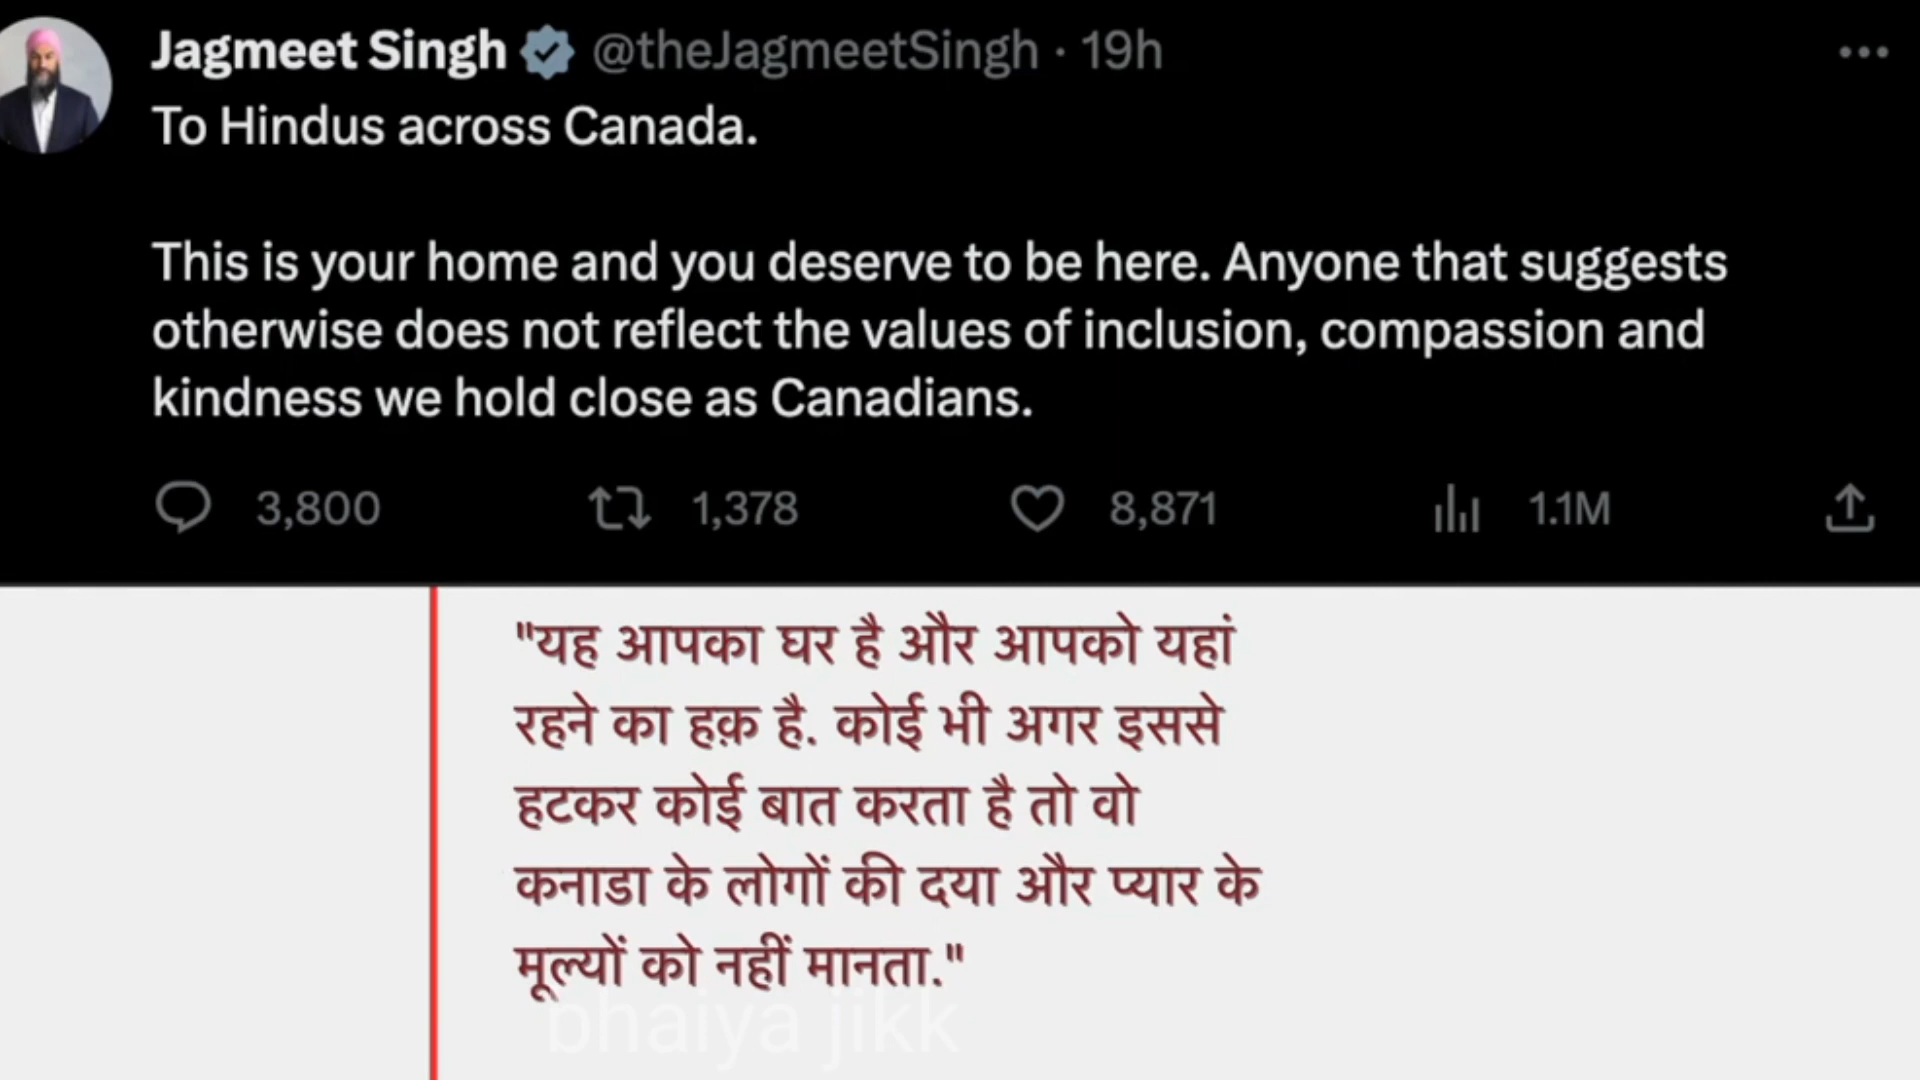 Jagmeet Singh @theJagmeetSingh · 19h
To Hindus across Canada.
This is your home and you deserve to be here. Anyone that suggests
otherwise does not reflect the values of inclusion, compassion and
kindness we hold close as Canadians.
3,800 1,378 8,871 1.1M
"यह आपका घर है और आपको यहां
रहने का हक़ है. कोई भी अगर इससे
हटकर कोई बात करता है तो वो
कनाडा के लोगों की दया और प्यार के
मूल्यों को नहीं मानता."
bhaiya jikk